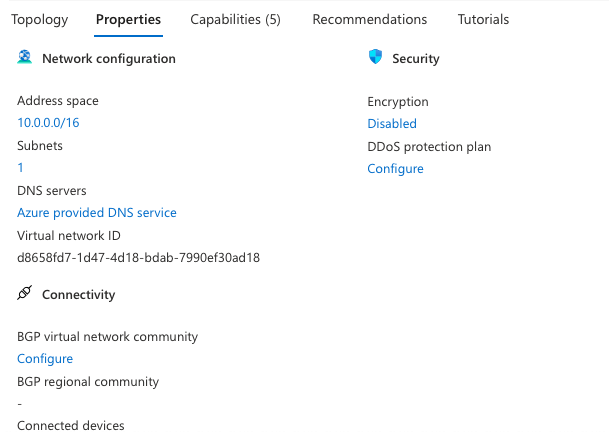 Topology Properties Capabilities (5) Recommendations Tutorials
Network configuration
Address space
10.0.0.0/16
Subnets
1
DNS servers
Azure provided DNS service
Virtual network ID
d8658fd7-1d47-4d18-bdab-7990ef30ad18
Connectivity
BGP virtual network community
Configure
BGP regional community
-
Connected devices
Security
Encryption
Disabled
DDoS protection plan
Configure